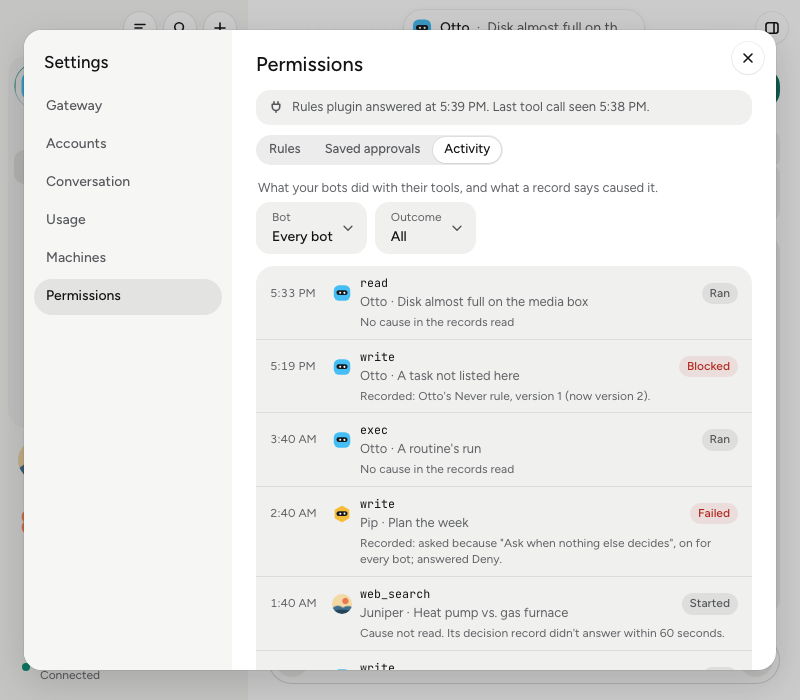 Otto · Disk almost full on th
Settings
Gateway
Accounts
Conversation
Usage
Machines
Permissions
Connected
Permissions
Rules plugin answered at 5:39 PM. Last tool call seen 5:38 PM.
Rules Saved approvals Activity
What your bots did with their tools, and what a record says caused it.
Bot
Every bot
Outcome
All
5:33 PM
read
Otto · Disk almost full on the media box
No cause in the records read
Ran
5:19 PM
write
Otto · A task not listed here
Recorded: Otto's Never rule, version 1 (now version 2).
Blocked
3:40 AM
exec
Otto · A routine's run
No cause in the records read
Ran
2:40 AM
write
Pip · Plan the week
Recorded: asked because "Ask when nothing else decides", on for
every bot; answered Deny.
Failed
1:40 AM
web_search
Juniper · Heat pump vs. gas furnace
Cause not read. Its decision record didn't answer within 60 seconds.
Started
write